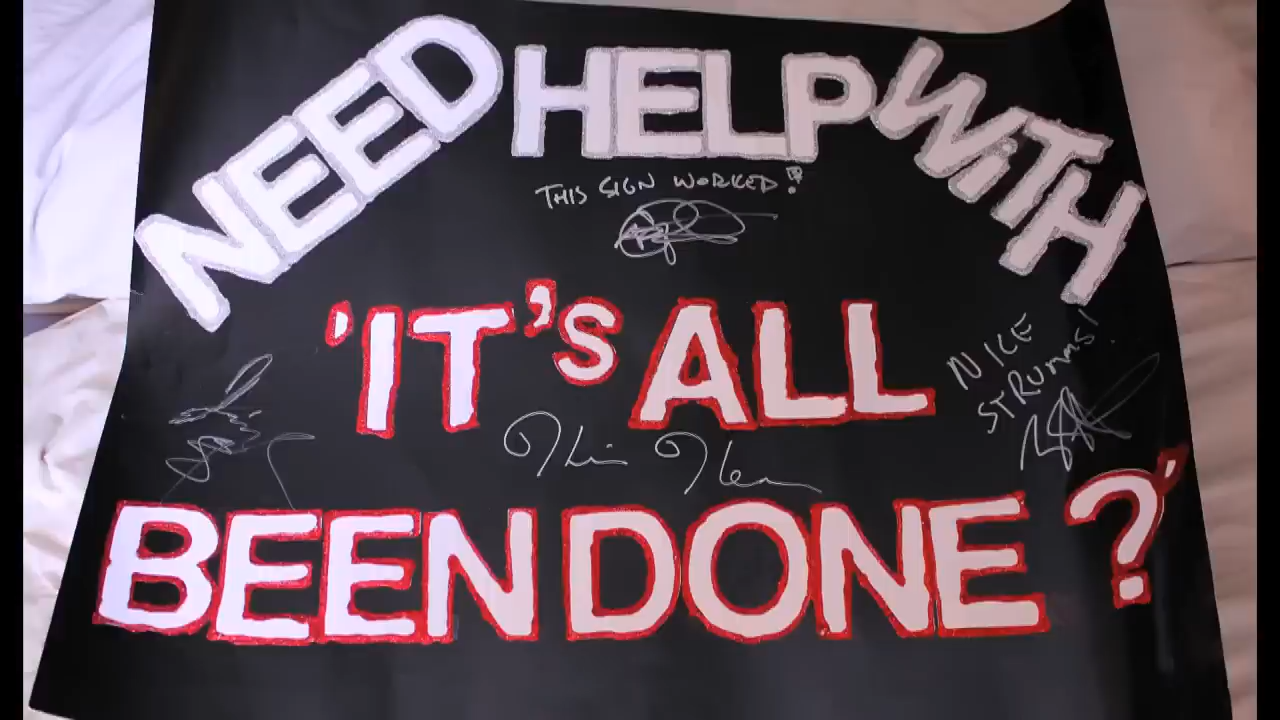 NEED HELP WiTH
THIS SIGN WORKED!
'IT'S ALL
NICE
STRUMMS!
BEEN DONE?'